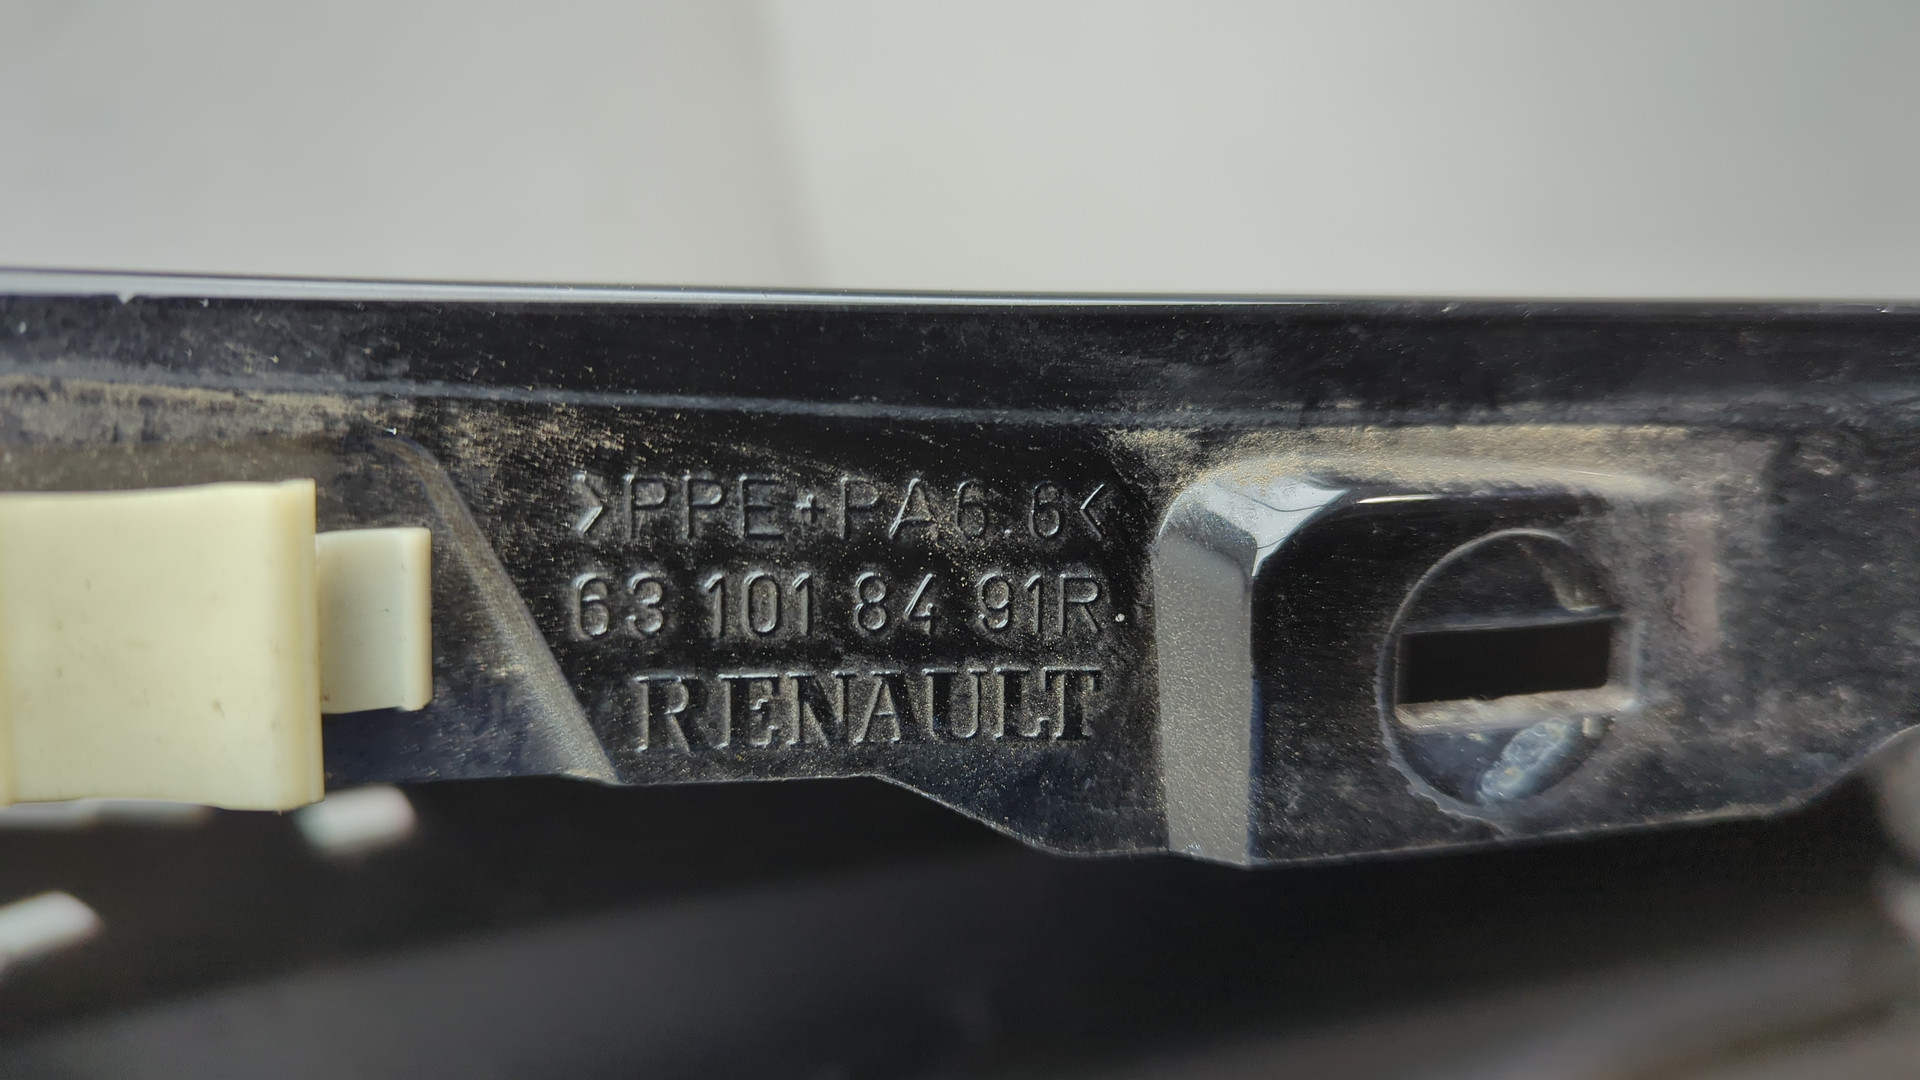 >PPE+PA6.6<
63 101 84 91R
RENAULT